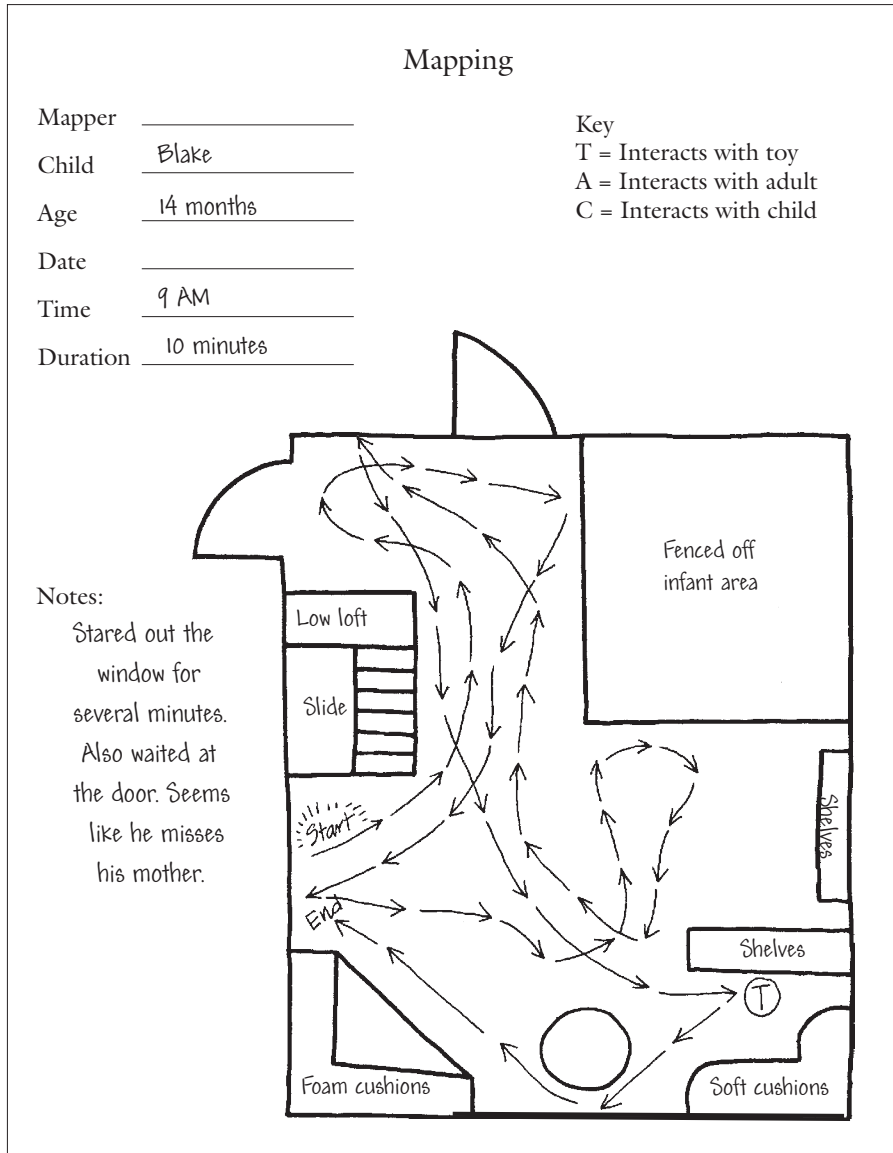 Mapping
Mapper
Child Blake
Age 14 months
Date
Time 9 AM
Duration 10 minutes
Key
T = Interacts with toy
A = Interacts with adult
C = Interacts with child
Fenced off
infant area
Notes:
Stared out the
window for
several minutes.
Also waited at
the door. Seems
like he misses
his mother.
Low loft
Slide
Start
End
Shelves
Shelves
T
Foam cushions
Soft cushions